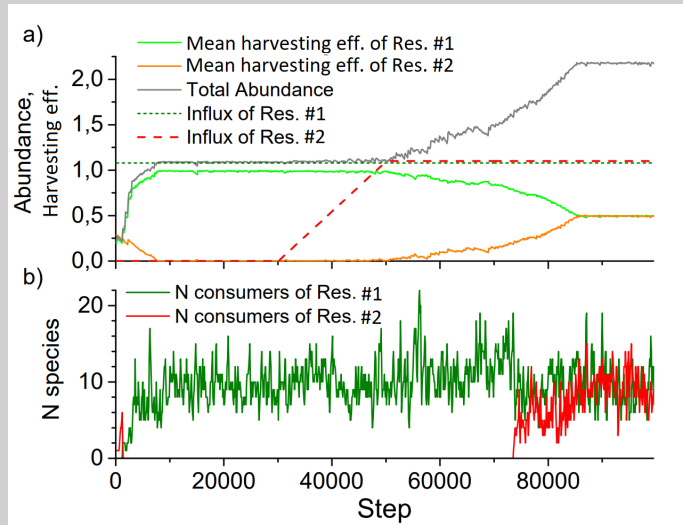 a)
Mean harvesting eff. of Res. #1
Mean harvesting eff. of Res. #2
Total Abundance
Influx of Res. #1
Influx of Res. #2
Abundance,
Harvesting eff.
2.0
1.5
1.0
0.5
0,0
b)
N consumers of Res. #1
N consumers of Res. #2
N species
20
10
0
0 20000 40000 60000 80000
Step